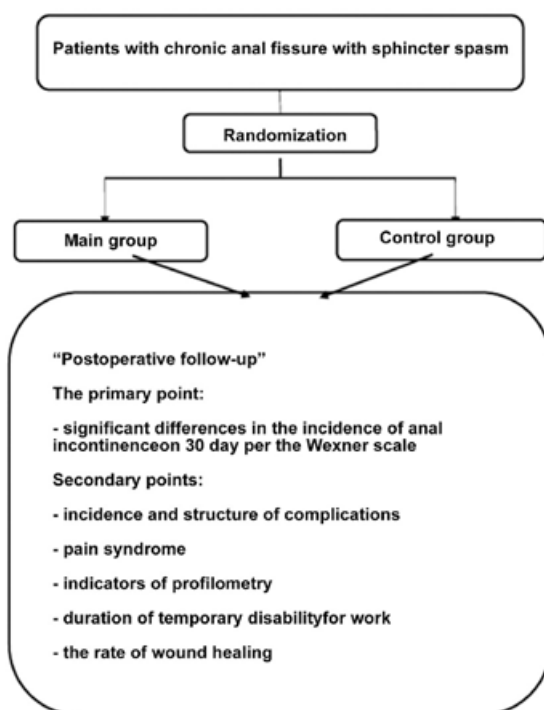 Patients with chronic anal fissure with sphincter spasm
Randomization
Main group
Control group
“Postoperative follow-up”
The primary point:
- significant differences in the incidence of anal
incontinenceon 30 day per the Wexner scale
Secondary points:
- incidence and structure of complications
- pain syndrome
- indicators of profilometry
- duration of temporary disabilityfor work
- the rate of wound healing